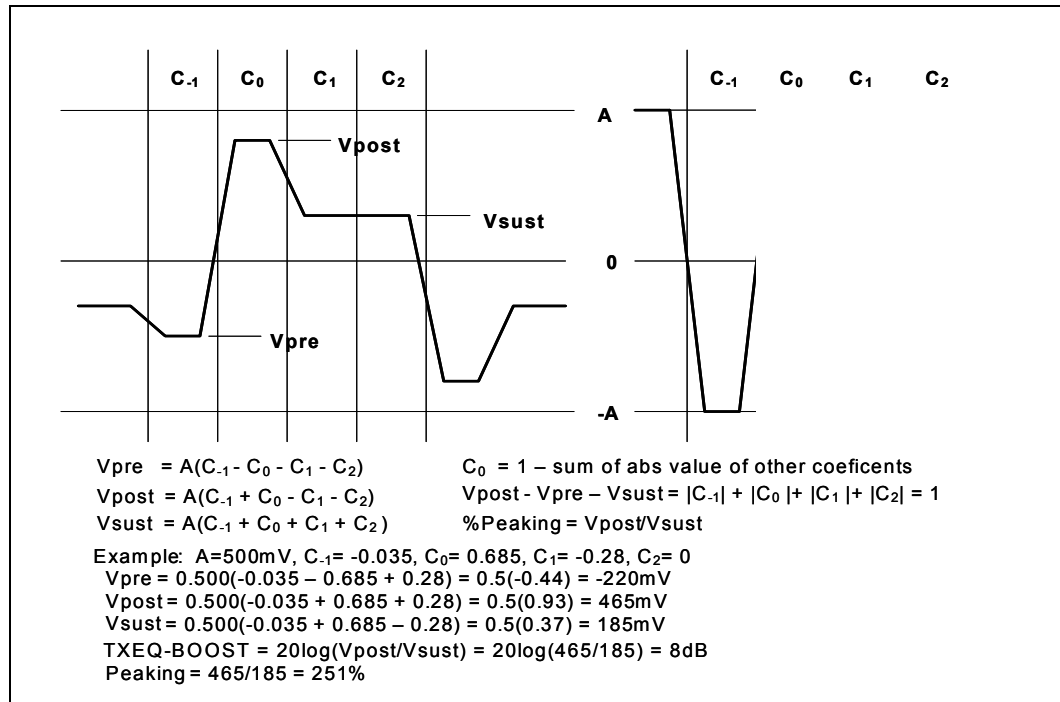 C-1 C0 C1 C2 C-1 C0 C1 C2
A
Vpost
Vsust
0
Vpre
-A
Vpre = A(C-1 - C0 - C1 - C2)
Vpost = A(C-1 + C0 - C1 - C2)
Vsust = A(C-1 + C0 + C1 + C2 )
C0 = 1 – sum of abs value of other coeficents
Vpost - Vpre – Vsust = |C-1| + |C0 |+ |C1 |+ |C2| = 1
%Peaking = Vpost/Vsust
Example: A=500mV, C-1= -0.035, C0= 0.685, C1= -0.28, C2= 0
Vpre = 0.500(-0.035 – 0.685 + 0.28) = 0.5(-0.44) = -220mV
Vpost = 0.500(-0.035 + 0.685 + 0.28) = 0.5(0.93) = 465mV
Vsust = 0.500(-0.035 + 0.685 – 0.28) = 0.5(0.37) = 185mV
TXEQ-BOOST = 20log(Vpost/Vsust) = 20log(465/185) = 8dB
Peaking = 465/185 = 251%